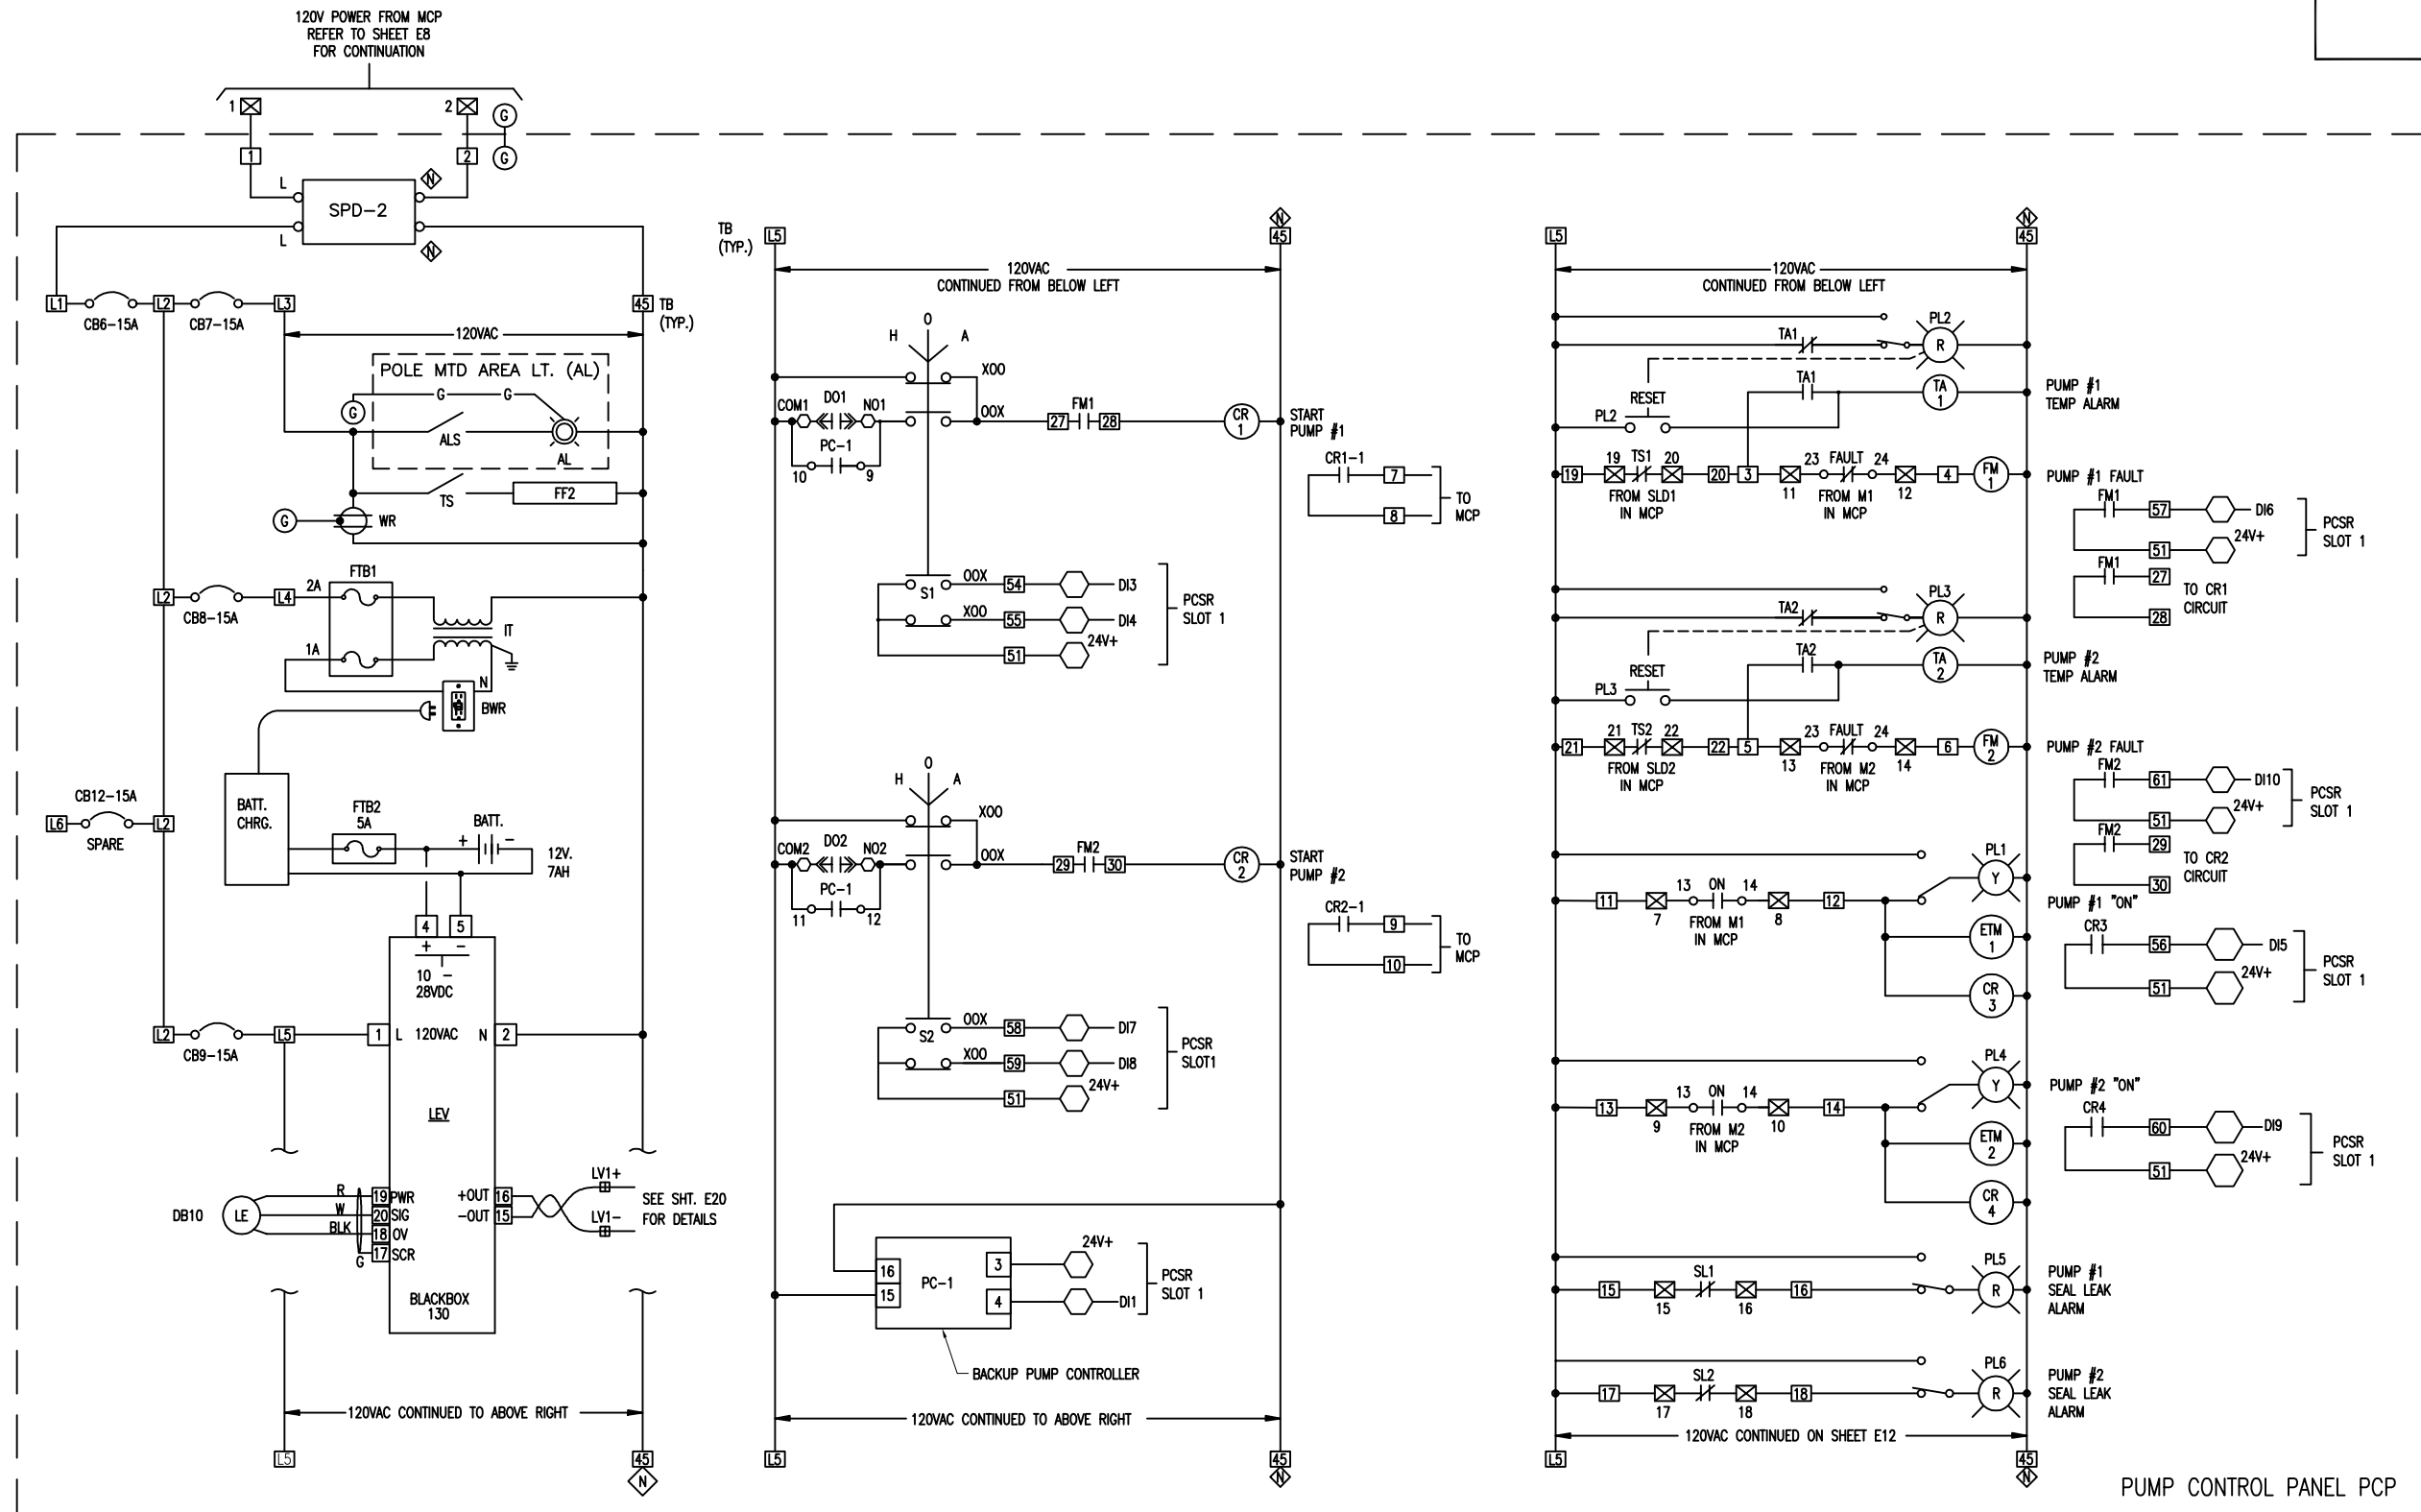 120V POWER FROM MCP
REFER TO SHEET E8
FOR CONTINUATION
1
2
G
1
2
G
L
N
SPD-2
L
N
L1
CB6-15A
L2
CB7-15A
L3
45
TB
(TYP.)
120VAC
POLE MTD AREA LT. (AL)
G
G
G
ALS
AL
TS
FF2
G
WR
FTB1
L2
CB8-15A
L4
2A
IT
1A
N
BWR
BATT.
CHRG.
CB12-15A
L6
L2
SPARE
FTB2
5A
BATT.
+
-
12V.
7AH
4
5
+
-
10 -
28VDC
L2
CB9-15A
L5
1
L
120VAC
N
2
LEV
DB10
LE
R
W
BLK
G
19
PWR
20
SIG
18
OV
17
SCR
+OUT
16
-OUT
15
LV1+
LV1-
SEE SHT. E20
FOR DETAILS
BLACKBOX
130
120VAC CONTINUED TO ABOVE RIGHT
L5
45
N
TB
(TYP.)
L5
N
45
120VAC
CONTINUED FROM BELOW LEFT
H
O
A
XOO
COM1
DO1
NO1
OOX
27
FM1
28
CR
1
START
PUMP #1
PC-1
10
9
CR1-1
7
8
TO
MCP
S1
OOX
54
DI3
XOO
55
DI4
24V+
51
PCSR
SLOT 1
H
O
A
XOO
COM2
DO2
NO2
OOX
29
FM2
30
CR
2
START
PUMP #2
PC-1
11
12
CR2-1
9
10
TO
MCP
S2
OOX
58
DI7
XOO
59
DI8
24V+
51
PCSR
SLOT1
16
15
PC-1
3
24V+
4
DI1
PCSR
SLOT 1
BACKUP PUMP CONTROLLER
120VAC CONTINUED TO ABOVE RIGHT
L5
45
N
L5
N
45
120VAC
CONTINUED FROM BELOW LEFT
PL2
TA1
R
TA1
TA
1
PUMP #1
TEMP ALARM
RESET
PL2
19
19
TS1
20
20
3
23
FAULT
24
4
FM
1
PUMP #1 FAULT
FROM SLD1
IN MCP
11
FROM M1
IN MCP
12
FM1
57
DI6
24V+
51
PCSR
SLOT 1
FM1
27
28
TO CR1
CIRCUIT
PL3
TA2
R
TA2
TA
2
PUMP #2
TEMP ALARM
RESET
PL3
21
21
TS2
22
22
5
23
FAULT
24
6
FM
2
PUMP #2 FAULT
FROM SLD2
IN MCP
13
FROM M2
IN MCP
14
FM2
61
DI10
24V+
51
PCSR
SLOT 1
FM2
29
30
TO CR2
CIRCUIT
PL1
Y
11
7
13
ON
14
8
12
FROM M1
IN MCP
ETM
1
CR
3
PUMP #1 "ON"
CR3
56
DI5
24V+
51
PCSR
SLOT 1
PL4
Y
13
9
13
ON
14
10
14
FROM M2
IN MCP
ETM
2
CR
4
PUMP #2 "ON"
CR4
60
DI9
24V+
51
PCSR
SLOT 1
PL5
15
15
SL1
16
16
R
PUMP #1
SEAL LEAK
ALARM
PL6
17
17
SL2
18
18
R
PUMP #2
SEAL LEAK
ALARM
120VAC CONTINUED ON SHEET E12
L5
45
N
PUMP CONTROL PANEL PCP